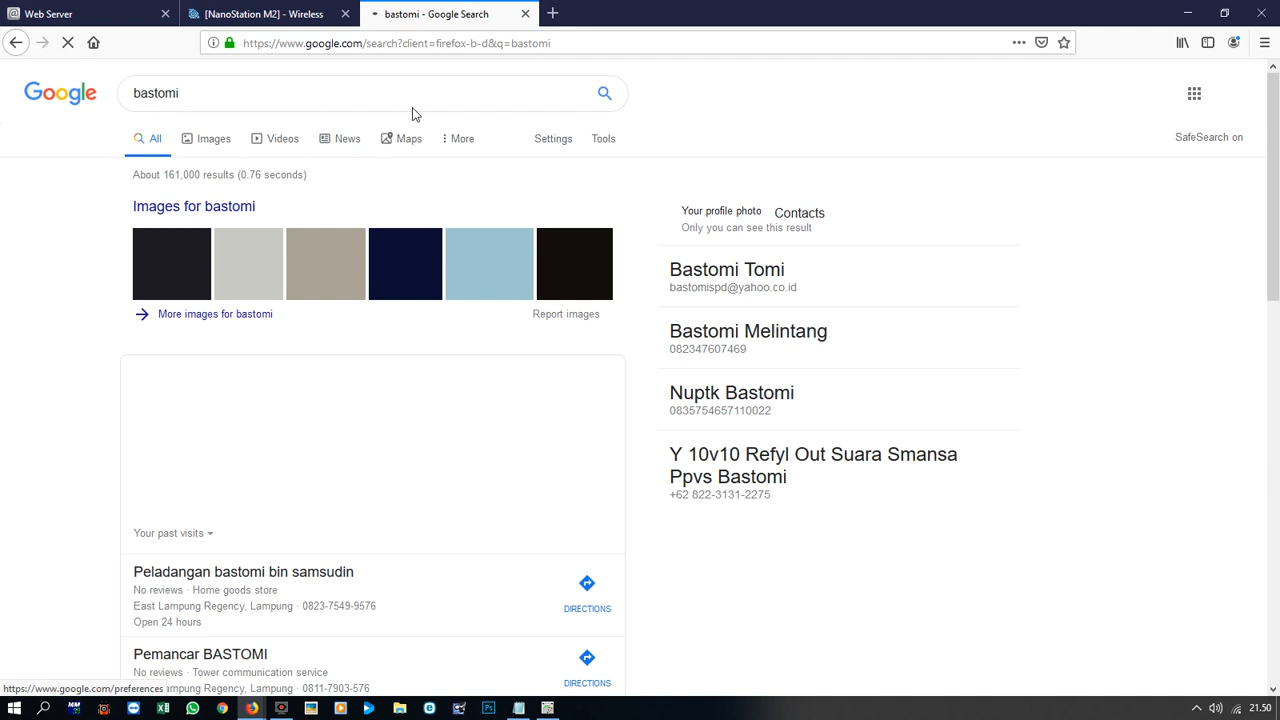 Web Server
[NanoStation M2] - Wireless
bastomi - Google Search
https://www.google.com/search?client=firefox-b-d&q=bastomi
Google
bastomi
All
Images
Videos
News
Maps
More
Settings
Tools
SafeSearch on
About 161,000 results (0.76 seconds)
Images for bastomi
More images for bastomi
Report images
Your past visits
Peladangan bastomi bin samsudin
No reviews · Home goods store
East Lampung Regency, Lampung · 0823-7549-9576
Open 24 hours
DIRECTIONS
Pemancar BASTOMI
No reviews · Tower communication service
ampung Regency, Lampung · 0811-7903-576
DIRECTIONS
Your profile photo Contacts
Only you can see this result
Bastomi Tomi
bastomispd@yahoo.co.id
Bastomi Melintang
082347607469
Nuptk Bastomi
0835754657110022
Y 10v10 Refyl Out Suara Smansa
Ppvs Bastomi
+62 822-3131-2275
https://www.google.com/preferences
21.50